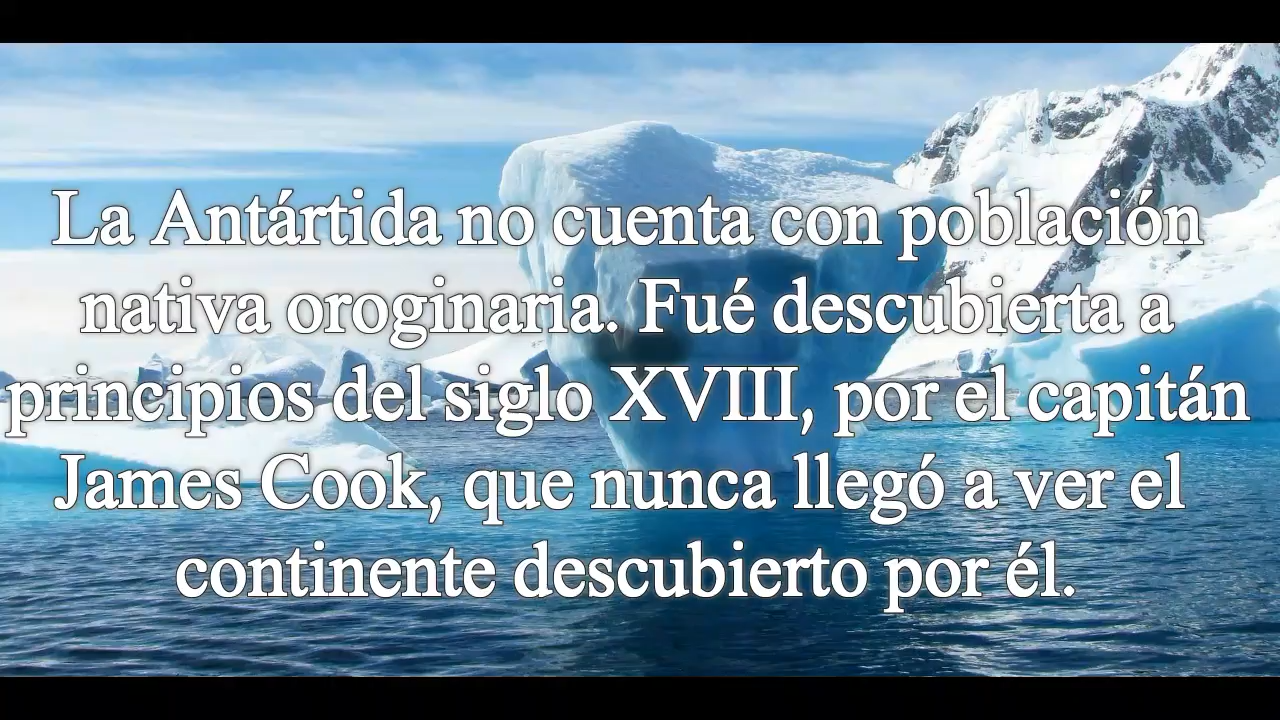 La Antártida no cuenta con población
nativa oroginaria. Fué descubierta a
principios del siglo XVIII, por el capitán
James Cook, que nunca llegó a ver el
continente descubierto por él.